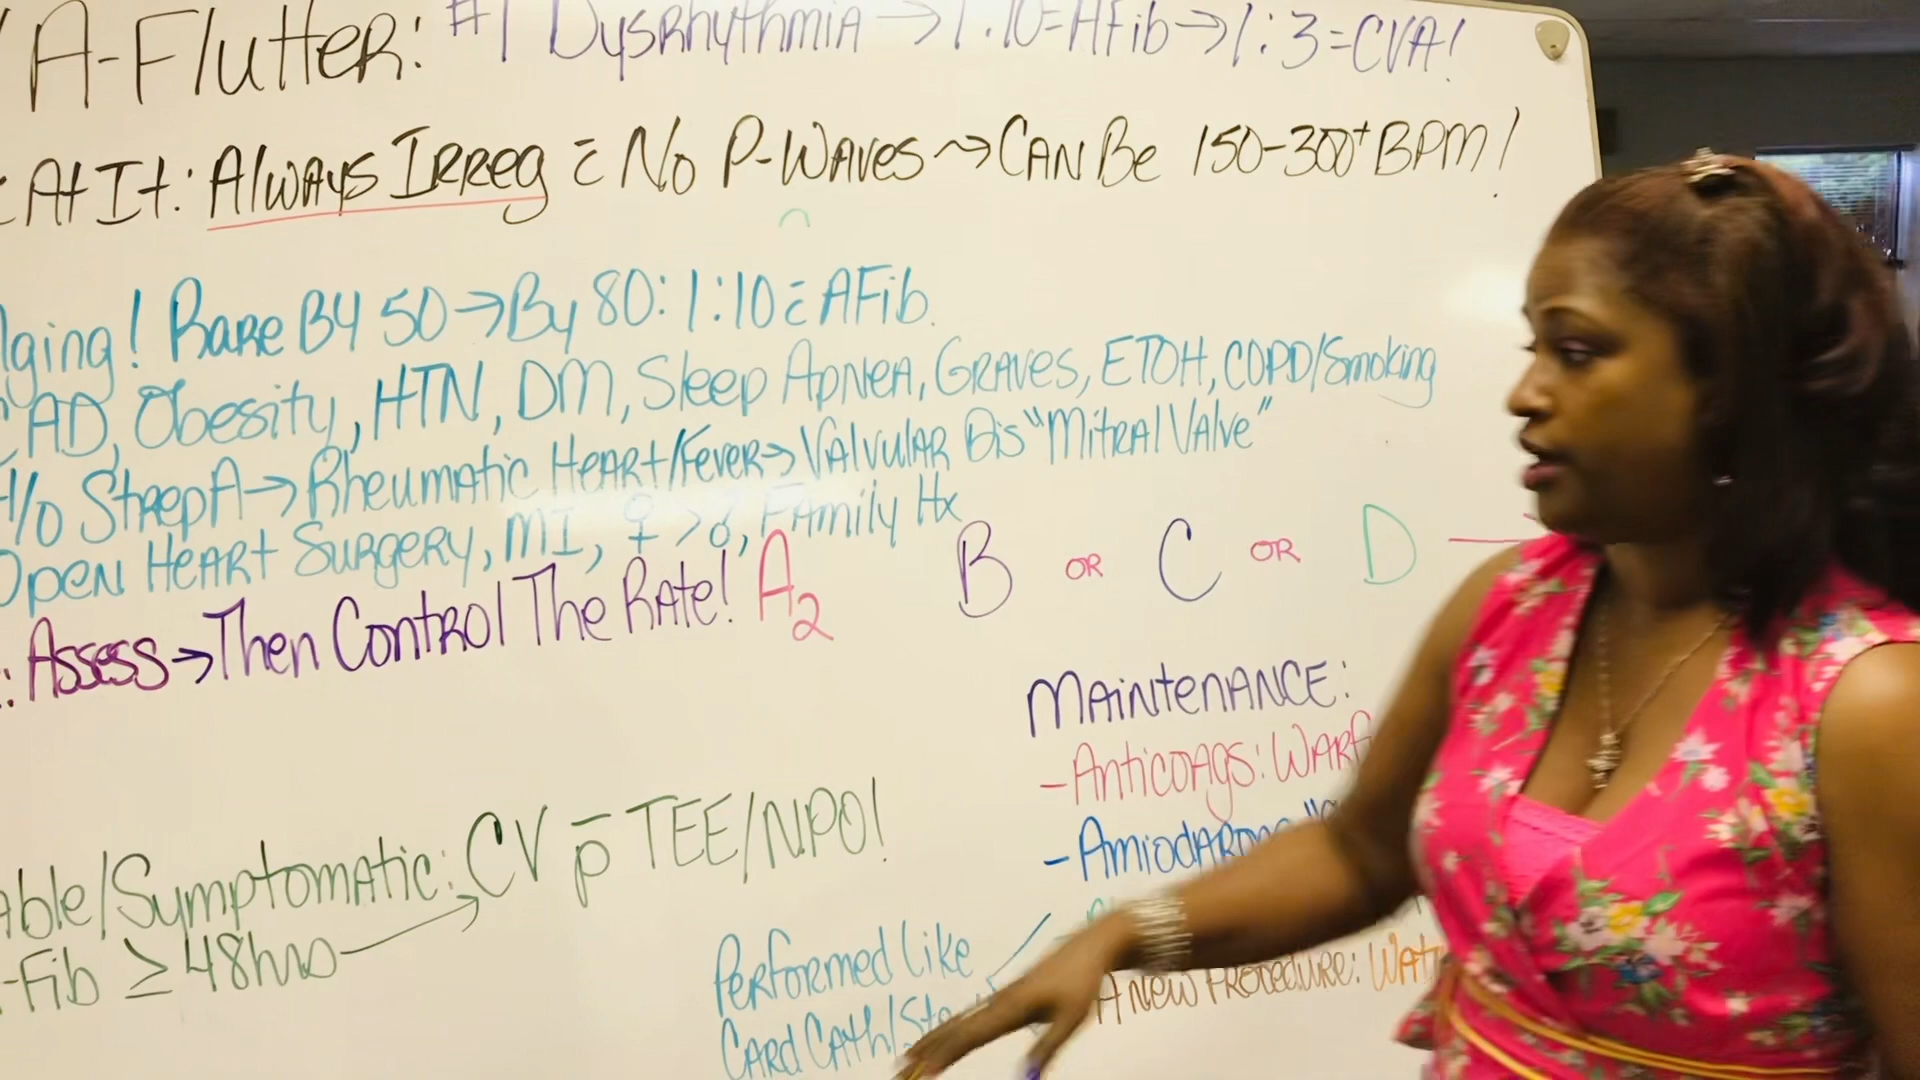 / A-Flutter: #1 Dysrhythmia → 1:10=AFib → 1:3=CVA!
At It: Always Irreg c̄ No P-Waves → Can Be 150-300+ BPM!
Aging! Rare By 50 → By 80: 1:10 c̄ AFib.
CAD, Obesity, HTN, DM, Sleep Apnea, Graves, ETOH, COPD/Smoking
H/o Strep A → Rheumatic Heart/Fever → Valvular Dis "Mitral Valve"
Open Heart Surgery, MI, ♀ > ♂, Family Hx
: Assess → Then Control The Rate! A2 B or C or D →
Maintenance:
- Anticoags: Warf
- Amiodarone "
able/Symptomatic: CV p̄ TEE/NPO!
-Fib ≥ 48hrs
Performed Like
Card Cath/Ste
A New Procedure: Wat